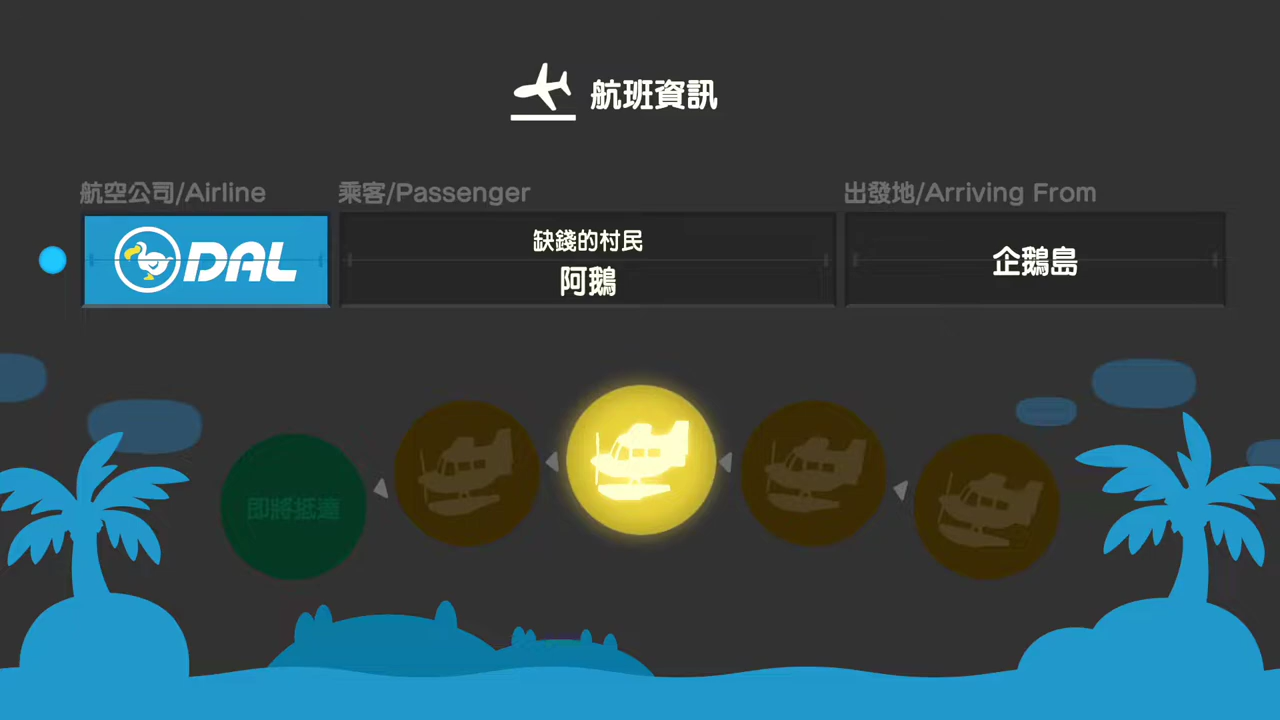 航班資訊
航空公司/Airline
乘客/Passenger
出發地/Arriving From
DAL
缺錢的村民
阿鵝
企鵝島
即將抵達